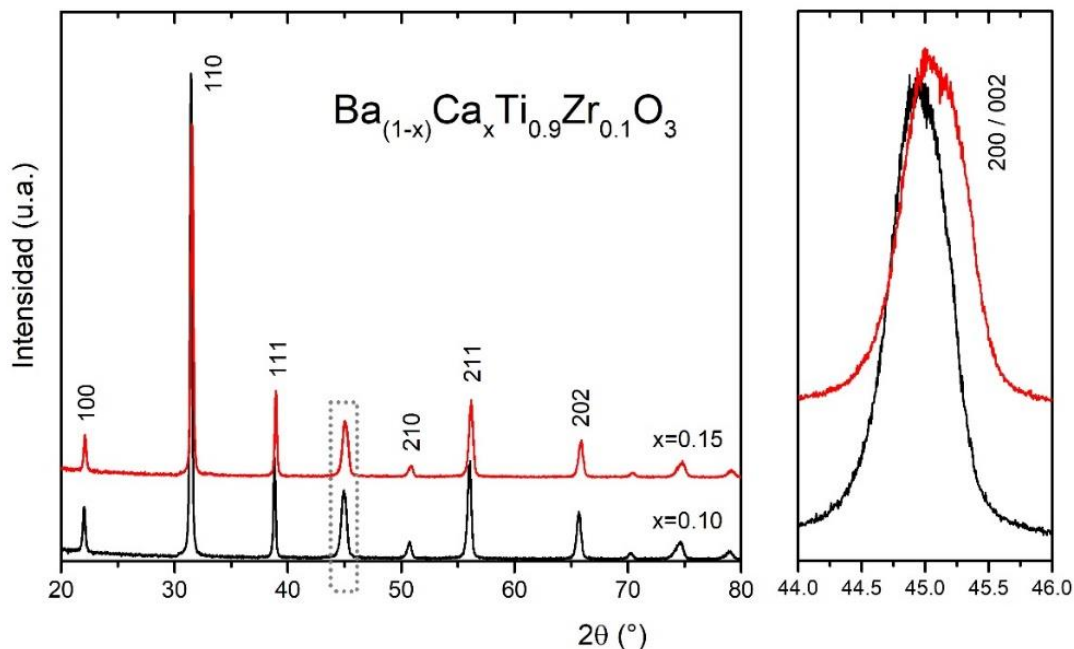 Ba(1-x)CaxTi0.9Zr0.1O3
Intensidad (u.a.)
100
110
111
210
211
202
x=0.15
x=0.10
20 30 40 50 60 70 80
2θ (°)
200 / 002
44.0 44.5 45.0 45.5 46.0